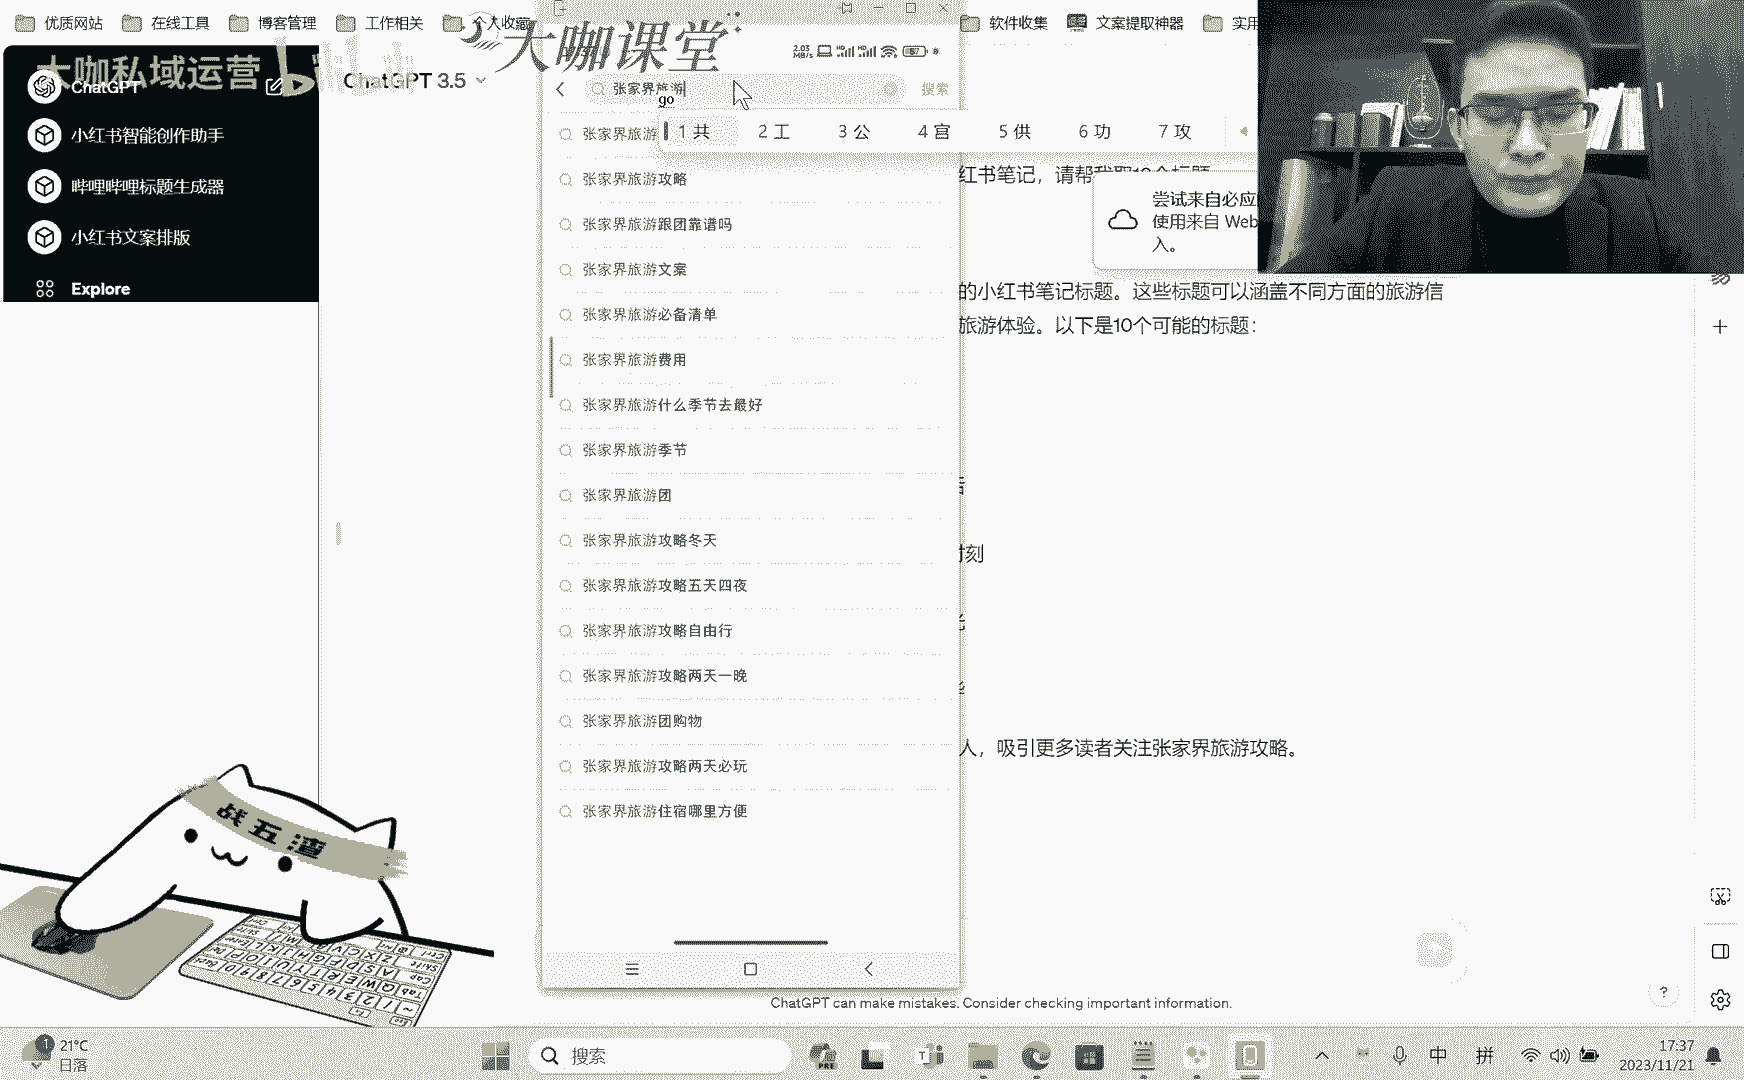 优质网站
在线工具
博客管理
工作相关
个人收藏
软件收集
文案提取神器
大咖课堂
大咖私域运营
ChatGPT
小红书智能创作助手
哔哩哔哩标题生成器
小红书文案排版
Explore
ChatGPT 3.5
2.03
MB/s
张家界旅游
搜索
go
1 共
2 工
3 公
4 宫
5 供
6 功
7 攻
张家界旅游
张家界旅游攻略
张家界旅游跟团靠谱吗
张家界旅游文案
张家界旅游必备清单
张家界旅游费用
张家界旅游什么季节去最好
张家界旅游季节
张家界旅游团
张家界旅游攻略冬天
张家界旅游攻略五天四夜
张家界旅游攻略自由行
张家界旅游攻略两天一晚
张家界旅游团购物
张家界旅游攻略两天必玩
张家界旅游住宿哪里方便
红书笔记，请帮我取10个标题
尝试来自必应
使用来自 Web
入。
的小红书笔记标题。这些标题可以涵盖不同方面的旅游信
旅游体验。以下是10个可能的标题：
时刻
人，吸引更多读者关注张家界旅游攻略。
战五渣
ChatGPT can make mistakes. Consider checking important information.
?
1
21°C
日落
搜索
PRE
中
拼
17:37
2023/11/21